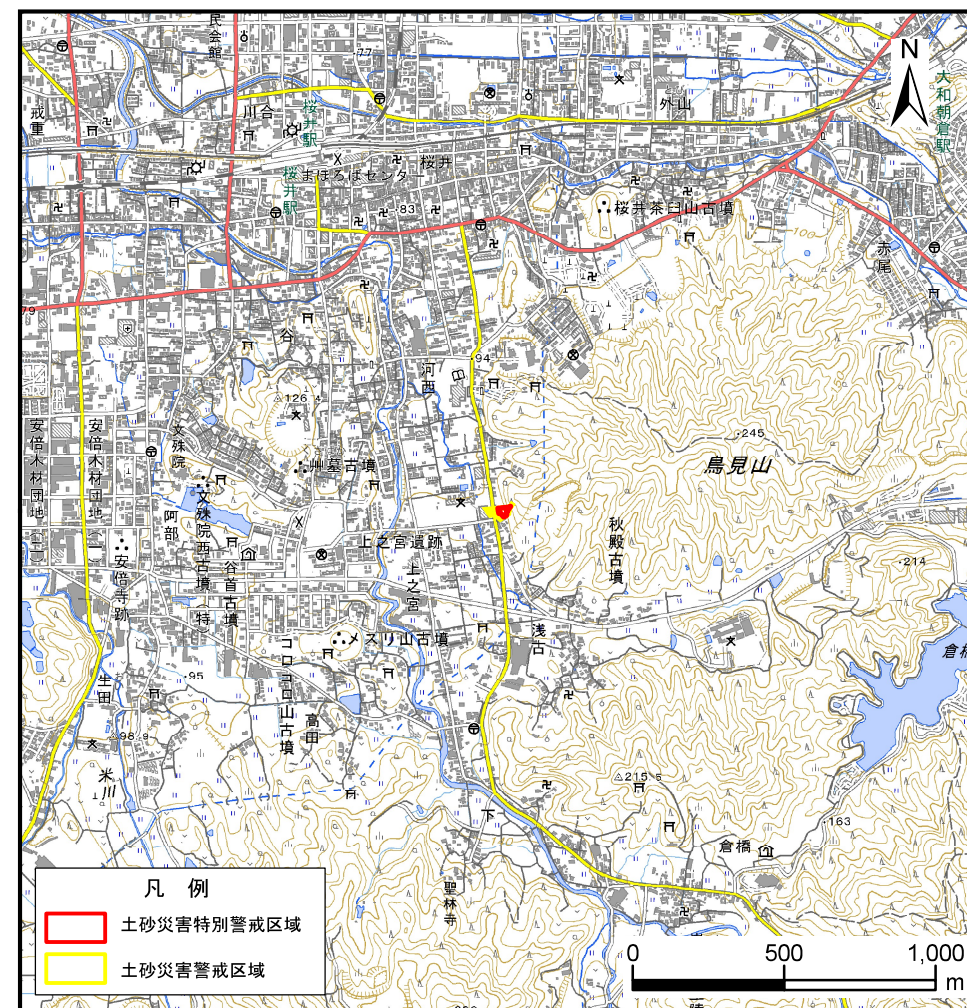 民会館
77
N
大和朝倉駅
戒重
川合
桜井駅
外山
桜井駅
まほろばセンタ
桜井
83
桜井茶臼山古墳
100
赤尾
79
谷
94
河西
126.4
245
鳥見山
安倍木材団地(二)
安倍木材団地(一)
文殊院
艸墓古墳
文殊院西古墳(特)
阿部
秋殿古墳
上之宮遺跡
上之宮
安倍寺跡
谷首古墳
214
浅古
メスリ山古墳
コロコロ山古墳
高田
倉橋
生田
95
98.9
米川
215.5
下
163
倉橋
聖林寺
凡 例
土砂災害特別警戒区域
土砂災害警戒区域
0 500 1,000
m